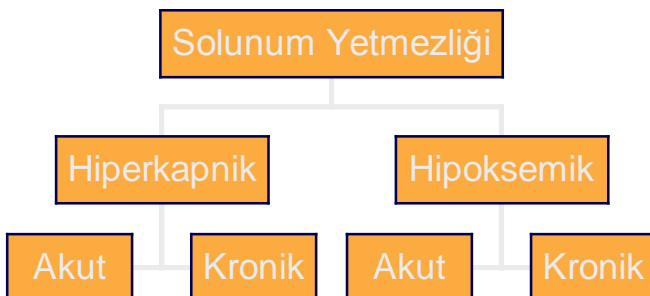 Solunum Yetmezliği
Hiperkapnik
Hipoksemik
Akut
Kronik
Akut
Kronik